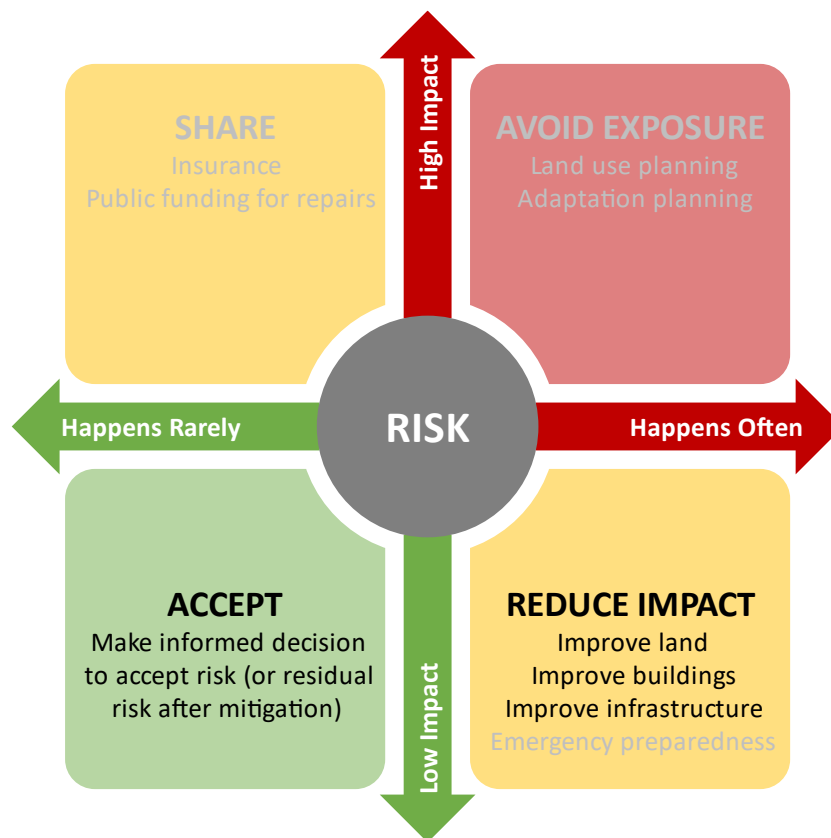 SHARE
Insurance
Public funding for repairs
High Impact
AVOID EXPOSURE
Land use planning
Adaptation planning
Happens Rarely
RISK
Happens Often
ACCEPT
Make informed decision
to accept risk (or residual
risk after mitigation)
Low Impact
REDUCE IMPACT
Improve land
Improve buildings
Improve infrastructure
Emergency preparedness